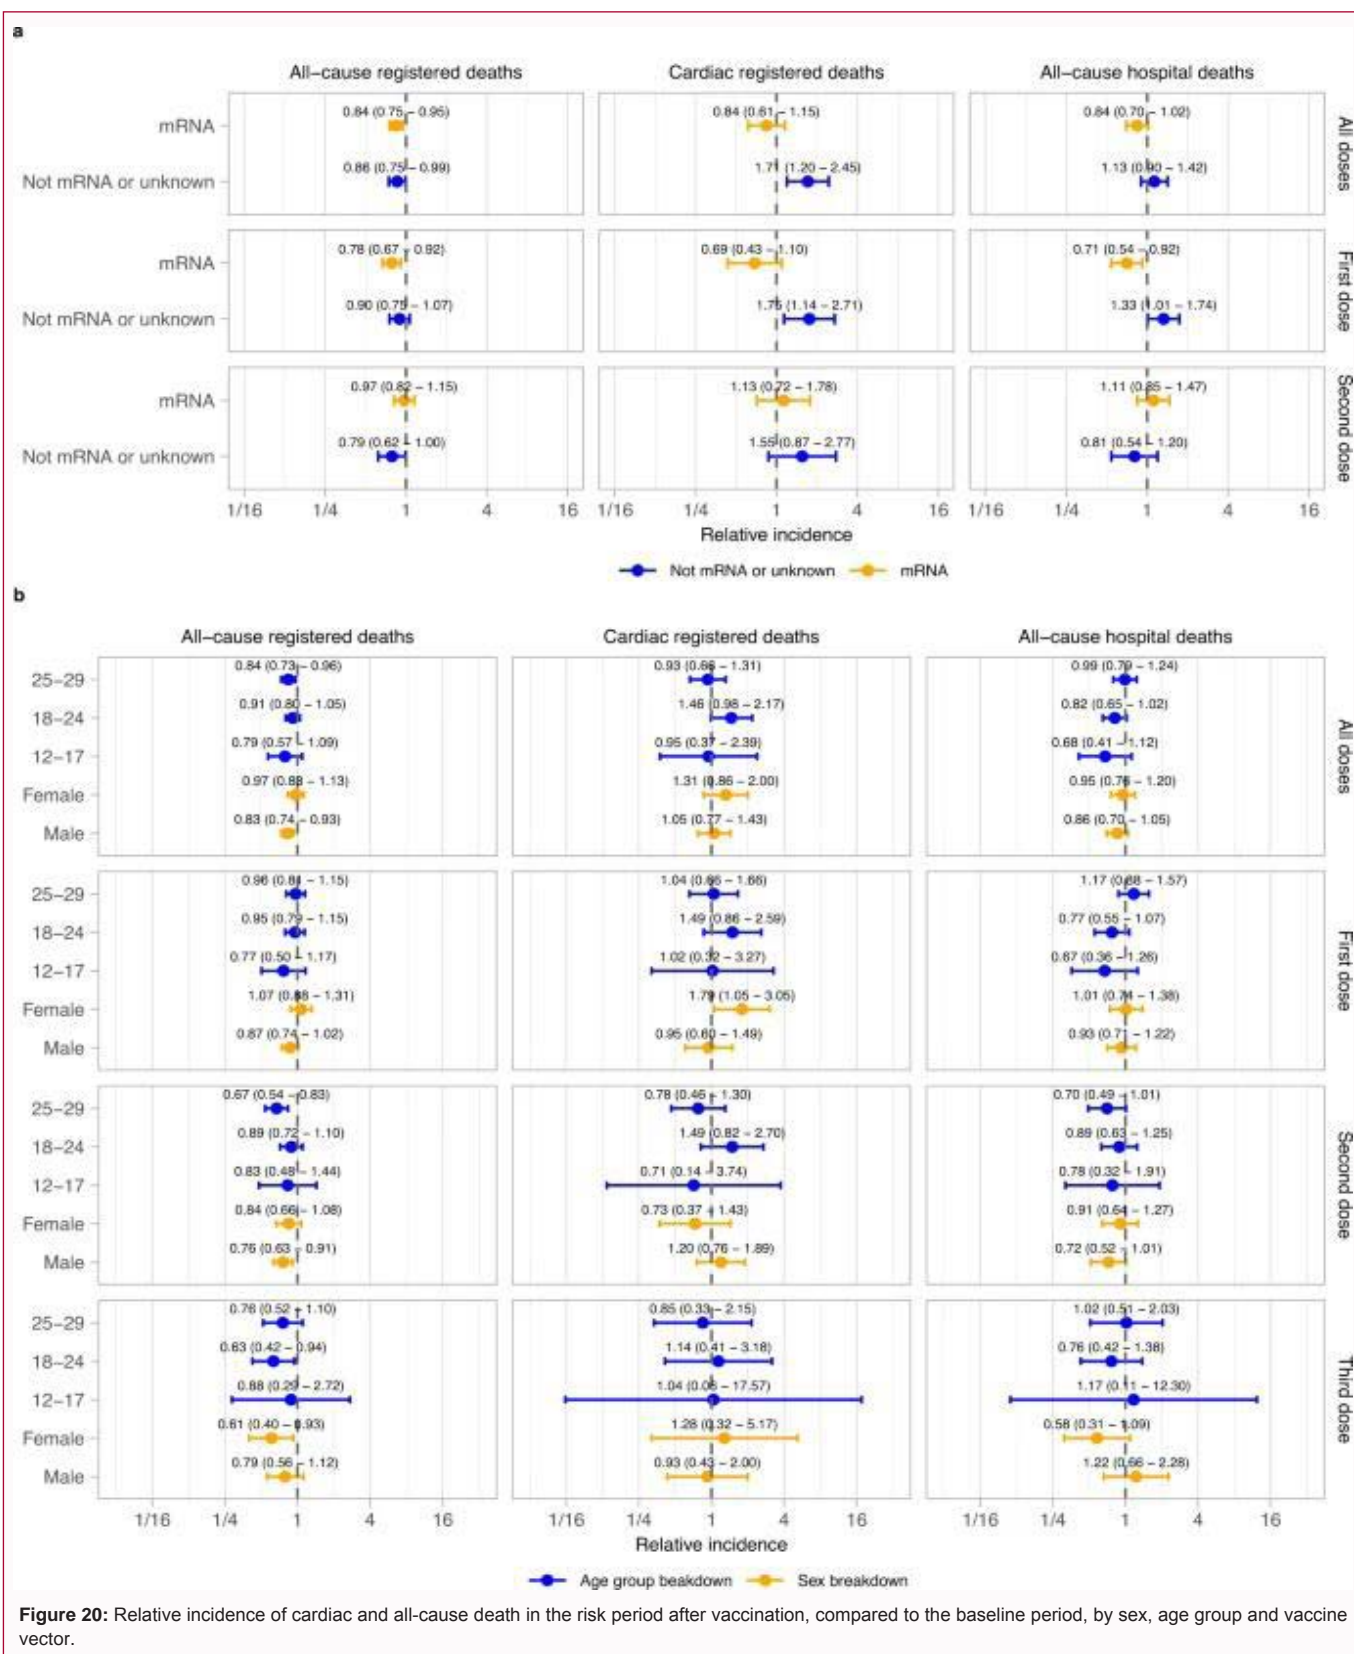 a
All-cause registered deaths
Cardiac registered deaths
All-cause hospital deaths
mRNA
0.84 (0.75 – 0.95)
0.84 (0.61 – 1.15)
0.84 (0.70 – 1.02)
Not mRNA or unknown
0.86 (0.75 – 0.99)
1.71 (1.20 – 2.45)
1.13 (0.90 – 1.42)
All doses
mRNA
0.78 (0.67 – 0.92)
0.69 (0.43 – 1.10)
0.71 (0.54 – 0.92)
Not mRNA or unknown
0.90 (0.75 – 1.07)
1.75 (1.14 – 2.71)
1.33 (1.01 – 1.74)
First dose
mRNA
0.97 (0.82 – 1.15)
1.13 (0.72 – 1.78)
1.11 (0.85 – 1.47)
Not mRNA or unknown
0.79 (0.62 – 1.00)
1.55 (0.87 – 2.77)
0.81 (0.54 – 1.20)
Second dose
1/16 1/4 1 4 16
1/16 1/4 1 4 16
1/16 1/4 1 4 16
Relative incidence
Not mRNA or unknown mRNA
b
All-cause registered deaths
Cardiac registered deaths
All-cause hospital deaths
25-29
0.84 (0.73 – 0.96)
0.93 (0.66 – 1.31)
0.99 (0.79 – 1.24)
18-24
0.91 (0.80 – 1.05)
1.46 (0.98 – 2.17)
0.82 (0.65 – 1.02)
12-17
0.79 (0.57 – 1.09)
0.95 (0.37 – 2.39)
0.68 (0.41 – 1.12)
Female
0.97 (0.83 – 1.13)
1.31 (0.86 – 2.00)
0.95 (0.76 – 1.20)
Male
0.83 (0.74 – 0.93)
1.05 (0.77 – 1.43)
0.86 (0.70 – 1.05)
All doses
25-29
0.96 (0.81 – 1.15)
1.04 (0.65 – 1.66)
1.17 (0.88 – 1.57)
18-24
0.95 (0.79 – 1.15)
1.49 (0.86 – 2.59)
0.77 (0.55 – 1.07)
12-17
0.77 (0.50 – 1.17)
1.02 (0.32 – 3.27)
0.67 (0.36 – 1.26)
Female
1.07 (0.88 – 1.31)
1.79 (1.05 – 3.05)
1.01 (0.74 – 1.38)
Male
0.87 (0.74 – 1.02)
0.95 (0.60 – 1.49)
0.93 (0.71 – 1.22)
First dose
25-29
0.67 (0.54 – 0.83)
0.78 (0.46 – 1.30)
0.70 (0.49 – 1.01)
18-24
0.89 (0.72 – 1.10)
1.49 (0.82 – 2.70)
0.89 (0.63 – 1.25)
12-17
0.83 (0.48 – 1.44)
0.71 (0.14 – 3.74)
0.78 (0.32 – 1.91)
Female
0.84 (0.66 – 1.08)
0.73 (0.37 – 1.43)
0.91 (0.64 – 1.27)
Male
0.76 (0.63 – 0.91)
1.20 (0.76 – 1.89)
0.72 (0.52 – 1.01)
Second dose
25-29
0.76 (0.52 – 1.10)
0.85 (0.33 – 2.15)
1.02 (0.51 – 2.03)
18-24
0.63 (0.42 – 0.94)
1.14 (0.41 – 3.18)
0.76 (0.42 – 1.38)
12-17
0.88 (0.29 – 2.72)
1.04 (0.06 – 17.57)
1.17 (0.11 – 12.30)
Female
0.61 (0.40 – 0.93)
1.28 (0.32 – 5.17)
0.58 (0.31 – 1.09)
Male
0.79 (0.56 – 1.12)
0.93 (0.43 – 2.00)
1.22 (0.66 – 2.28)
Third dose
1/16 1/4 1 4 16
1/16 1/4 1 4 16
1/16 1/4 1 4 16
Relative incidence
Age group beakdown Sex breakdown
Figure 20: Relative incidence of cardiac and all-cause death in the risk period after vaccination, compared to the baseline period, by sex, age group and vaccine
vector.